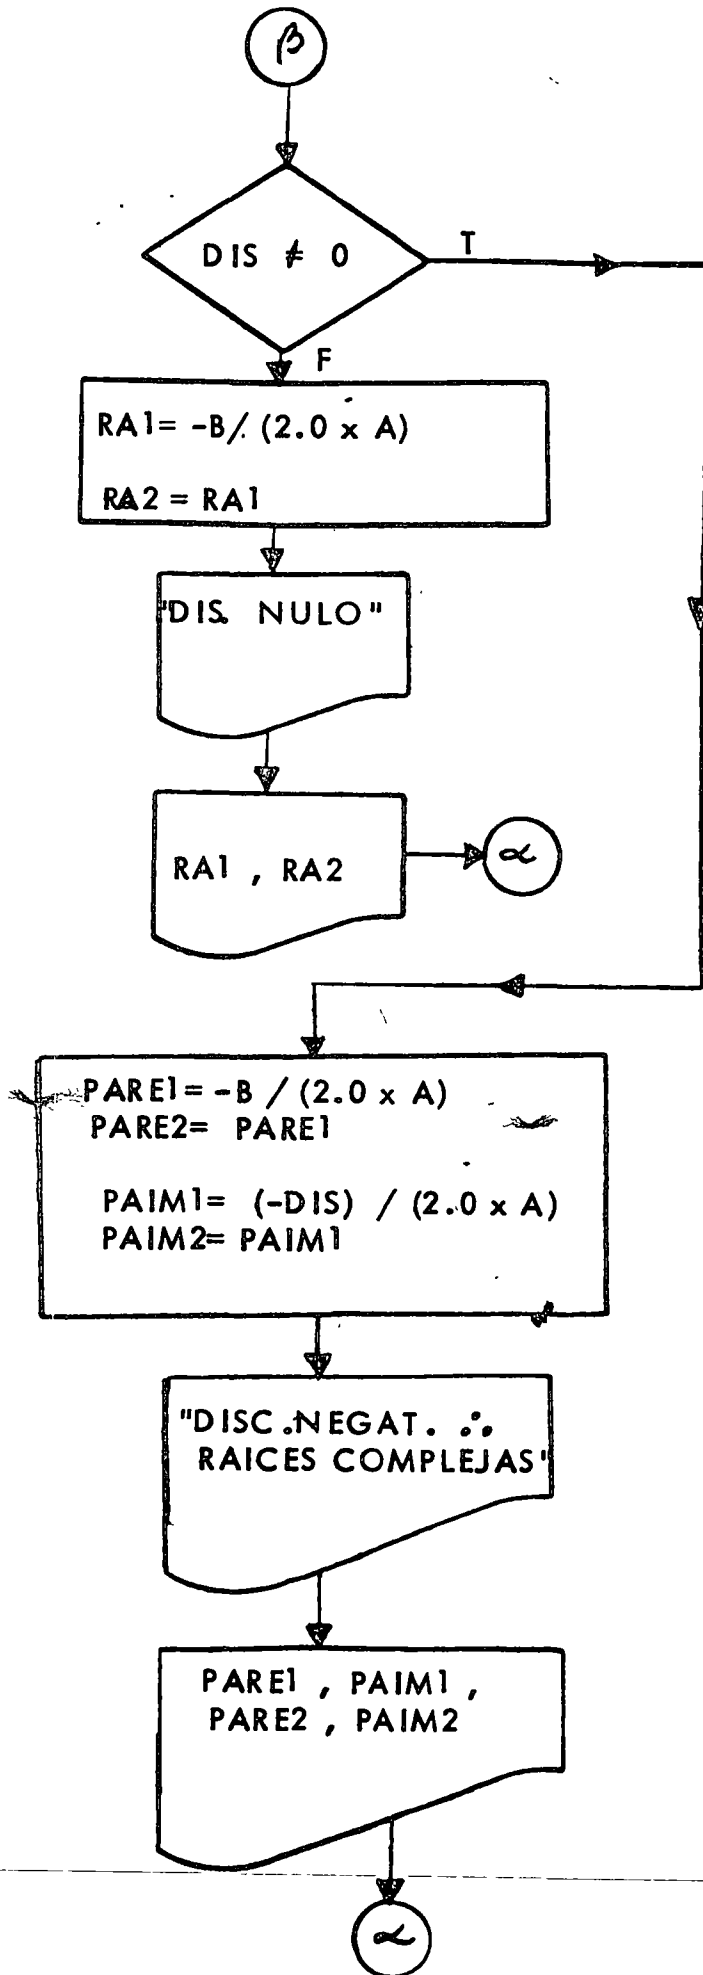 β
DIS ≠ 0
T
F
RA1= -B/ (2.0 x A)
RA2 = RA1
"DIS. NULO"
RA1 , RA2
α
PARE1= -B / (2.0 x A)
PARE2= PARE1
PAIM1= (-DIS) / (2.0 x A)
PAIM2= PAIM1
"DISC.NEGAT. ∴
RAICES COMPLEJAS"
PARE1 , PAIM1 ,
PARE2 , PAIM2
α